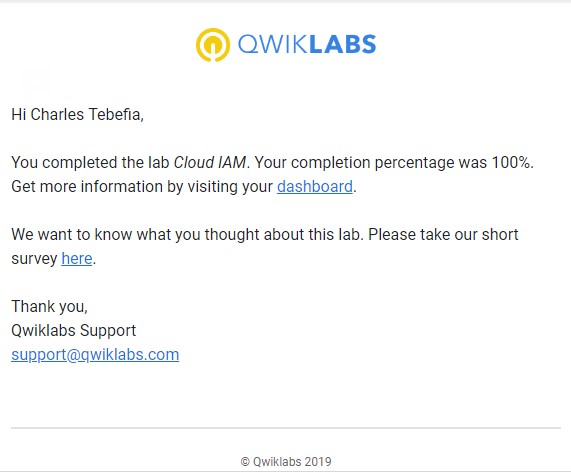 QWIKLABS
Hi Charles Tebefia,
You completed the lab Cloud IAM. Your completion percentage was 100%.
Get more information by visiting your dashboard.
We want to know what you thought about this lab. Please take our short
survey here.
Thank you,
Qwiklabs Support
support@qwiklabs.com
© Qwiklabs 2019